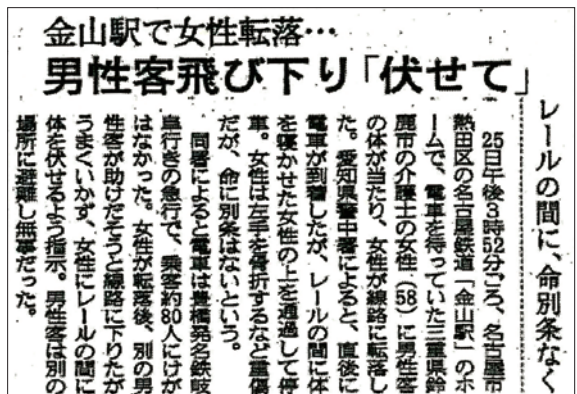 金山駅で女性転落…
男性客飛び下り「伏せて」
レールの間に、命別条なく
25日午後3時52分ごろ、名古屋市
熱田区の名古屋鉄道「金山駅」のホ
ームで、電車を待っていた三重県鈴
鹿市の介護士の女性(58)に男性客
の体が当たり、女性が線路に転落し
た。愛知県警中署によると、直後に
電車が到着したが、レールの間に体
を寝かせた女性の上を通過して停
車。女性は左手を骨折するなど重傷
だが、命に別条はないという。
同署によると電車は豊橋発名鉄岐
阜行きの急行で、乗客約80人にけが
はなかった。女性が転落後、別の男
性客が助けだそうと線路に下りたが
うまくいかず、女性にレールの間に
体を伏せるよう指示。男性客は別の
場所に避難し無事だった。